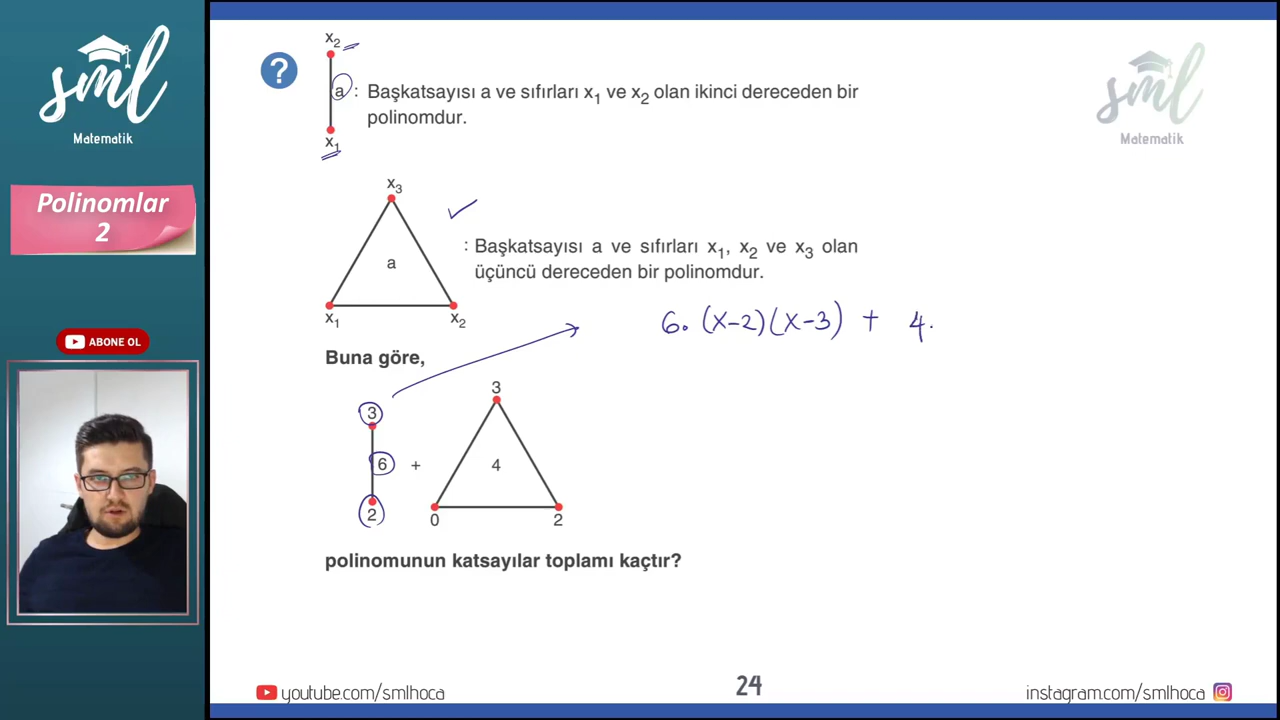 sml
Matematik
Polinomlar
2
ABONE OL
?
x2
a : Başkatsayısı a ve sıfırları x1 ve x2 olan ikinci dereceden bir
polinomdur.
x1
sml
Matematik
x3
a
: Başkatsayısı a ve sıfırları x1, x2 ve x3 olan
üçüncü dereceden bir polinomdur.
x1
x2
6. (x-2)(x-3) + 4.
Buna göre,
3
6
2
+
3
4
0
2
polinomunun katsayılar toplamı kaçtır?
youtube.com/smlhoca
24
instagram.com/smlhoca